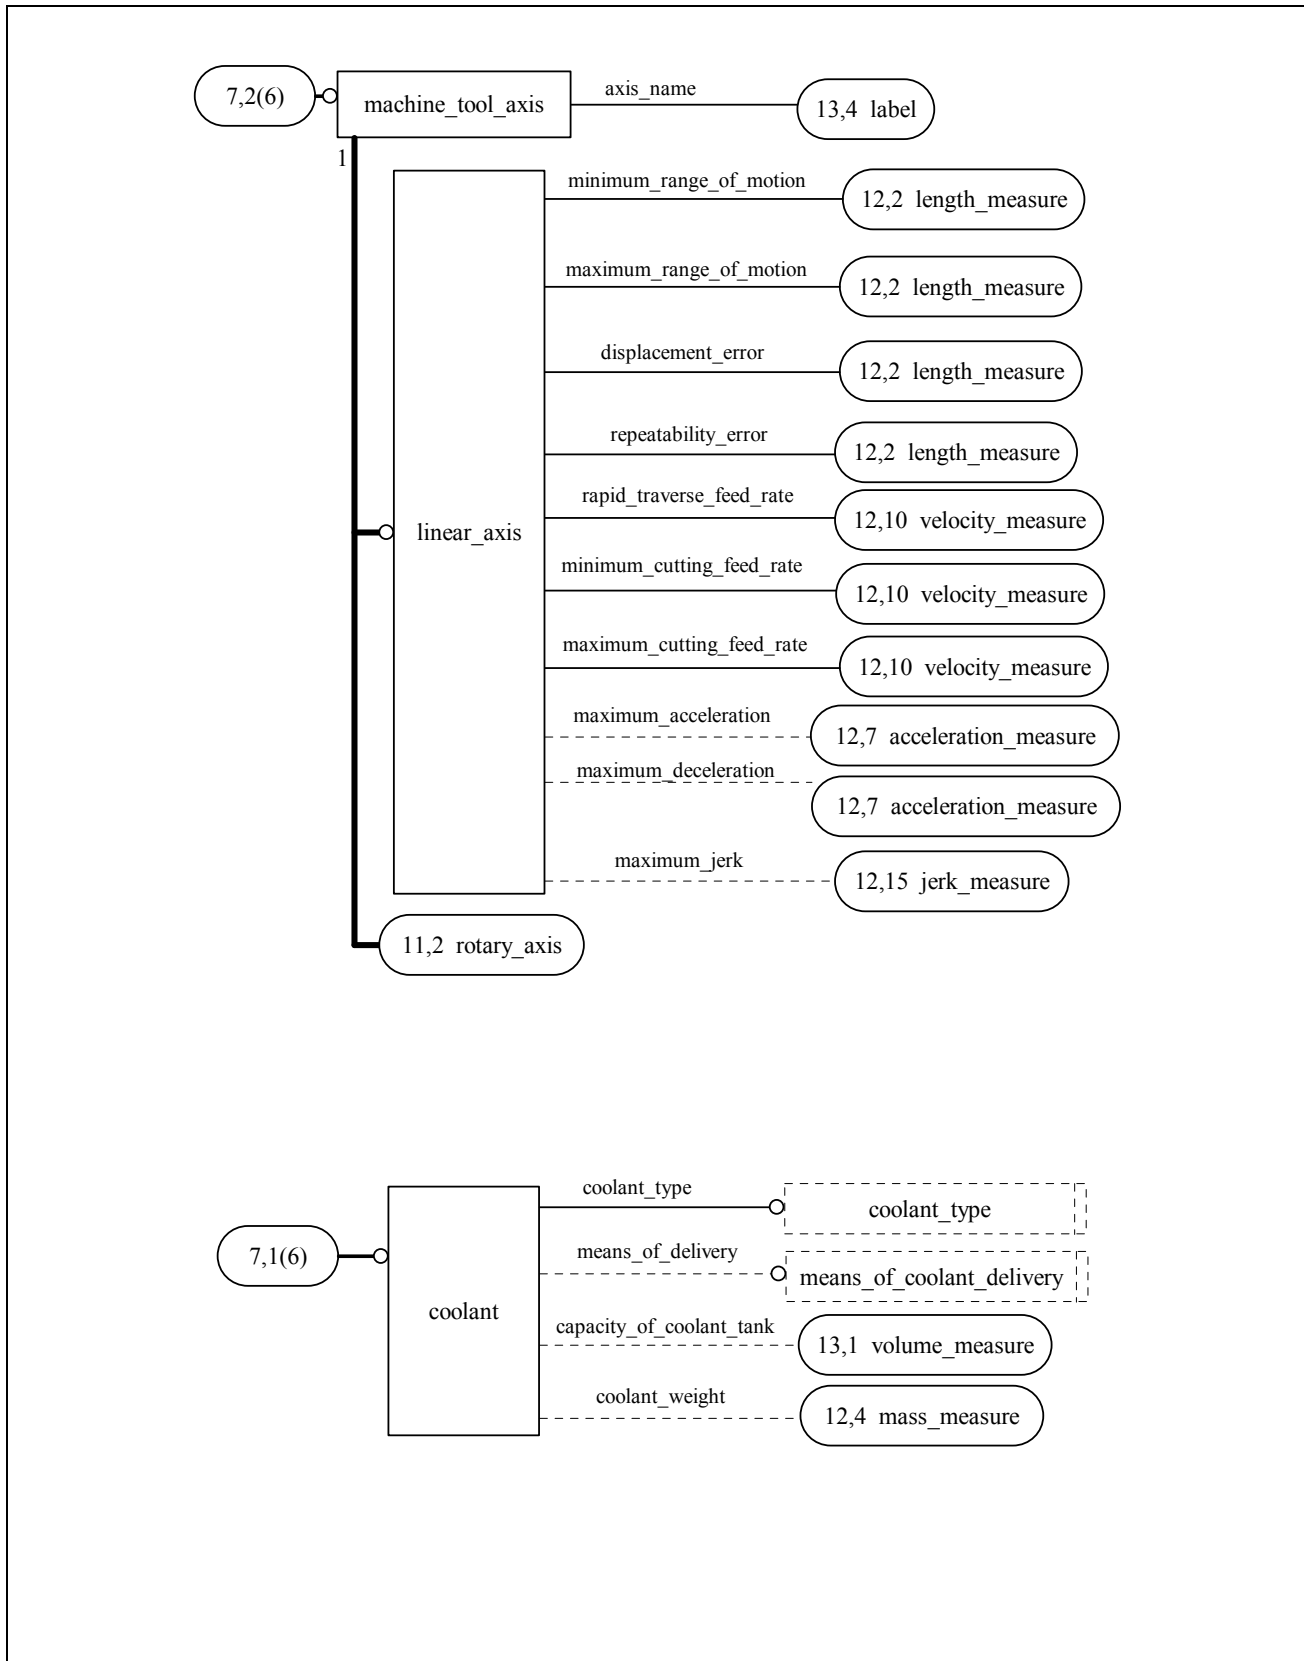 7,2(6)
machine_tool_axis
axis_name
13,4 label
1
minimum_range_of_motion
12,2 length_measure
maximum_range_of_motion
12,2 length_measure
displacement_error
12,2 length_measure
repeatability_error
12,2 length_measure
rapid_traverse_feed_rate
12,10 velocity_measure
linear_axis
minimum_cutting_feed_rate
12,10 velocity_measure
maximum_cutting_feed_rate
12,10 velocity_measure
maximum_acceleration
12,7 acceleration_measure
maximum_deceleration
12,7 acceleration_measure
maximum_jerk
12,15 jerk_measure
11,2 rotary_axis
coolant_type
coolant_type
7,1(6)
means_of_delivery
means_of_coolant_delivery
coolant
capacity_of_coolant_tank
13,1 volume_measure
coolant_weight
12,4 mass_measure